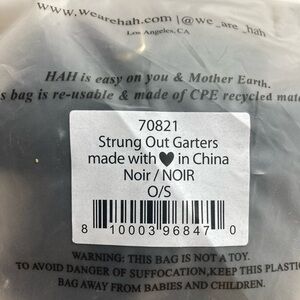 www.wearehah.com | @we_are_hah
Los Angeles, CA
HAH is easy on you & Mother Earth.
s bag is re-usable & made of CPE recycled mate
70821
Strung Out Garters
made with ♥ in China
Noir / NOIR
O/S
8 10003 96847 0
WARNING: THIS BAG IS NOT A TOY.
TO AVOID DANGER OF SUFFOCATION, KEEP THIS PLASTIC
BAG AWAY FROM BABIES AND CHILDREN.